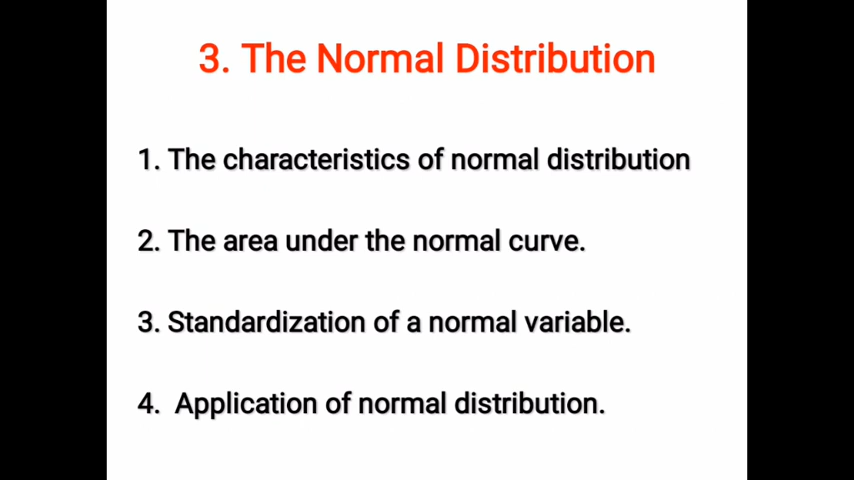 3. The Normal Distribution
1. The characteristics of normal distribution
2. The area under the normal curve.
3. Standardization of a normal variable.
4. Application of normal distribution.